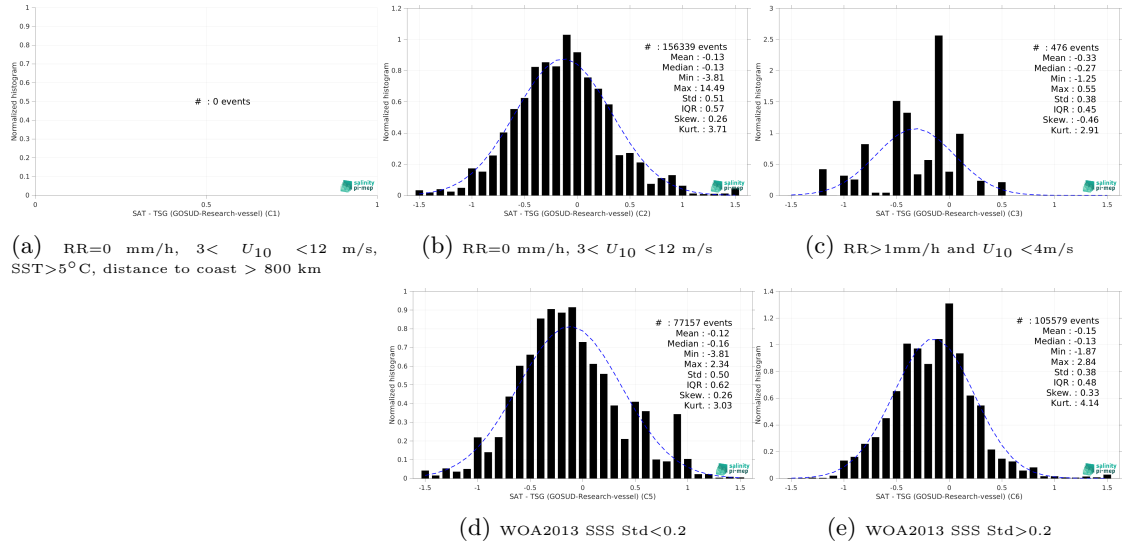 1
0.9
0.8
0.7
0.6
0.5
0.4
0.3
0.2
0.1
0
Normalized histogram
# : 0 events
salinity
pi-mep
0 0.5 1
SAT - TSG (GOSUD-Research-vessel) (C1)
(a) RR=0 mm/h, 3< U10 <12 m/s,
SST>5°C, distance to coast > 800 km
1.2
1
0.8
0.6
0.4
0.2
0
Normalized histogram
# : 156339 events
Mean : -0.13
Median : -0.13
Min : -3.81
Max : 14.49
Std : 0.51
IQR : 0.57
Skew. : 0.26
Kurt. : 3.71
salinity
pi-mep
-1.5 -1 -0.5 0 0.5 1 1.5
SAT - TSG (GOSUD-Research-vessel) (C2)
(b) RR=0 mm/h, 3< U10 <12 m/s
3
2.5
2
1.5
1
0.5
0
Normalized histogram
# : 476 events
Mean : -0.33
Median : -0.27
Min : -1.25
Max : 0.55
Std : 0.38
IQR : 0.45
Skew. : -0.46
Kurt. : 2.91
salinity
pi-mep
-1.5 -1 -0.5 0 0.5 1 1.5
SAT - TSG (GOSUD-Research-vessel) (C3)
(c) RR>1mm/h and U10 <4m/s
1
0.9
0.8
0.7
0.6
0.5
0.4
0.3
0.2
0.1
0
Normalized histogram
# : 77157 events
Mean : -0.12
Median : -0.16
Min : -3.81
Max : 2.34
Std : 0.50
IQR : 0.62
Skew. : 0.26
Kurt. : 3.03
salinity
pi-mep
-1.5 -1 -0.5 0 0.5 1 1.5
SAT - TSG (GOSUD-Research-vessel) (C5)
(d) WOA2013 SSS Std<0.2
1.4
1.2
1
0.8
0.6
0.4
0.2
0
Normalized histogram
# : 105579 events
Mean : -0.15
Median : -0.13
Min : -1.87
Max : 2.84
Std : 0.38
IQR : 0.48
Skew. : 0.33
Kurt. : 4.14
salinity
pi-mep
-1.5 -1 -0.5 0 0.5 1 1.5
SAT - TSG (GOSUD-Research-vessel) (C6)
(e) WOA2013 SSS Std>0.2